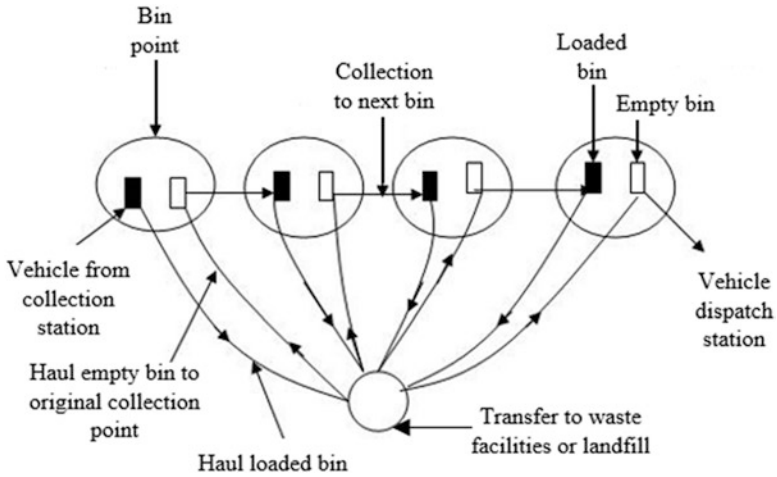 Bin
point
Collection
to next bin
Loaded
bin
Empty bin
Vehicle from
collection
station
Haul empty bin to
original collection
point
Haul loaded bin
Transfer to waste
facilities or landfill
Vehicle
dispatch
station